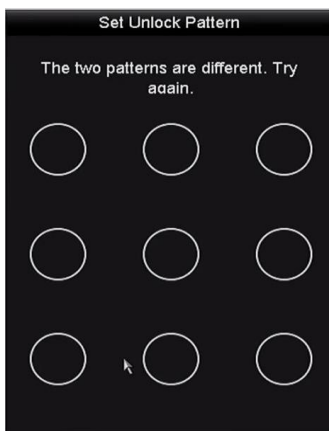 Set Unlock Pattern
The two patterns are different. Try
again.